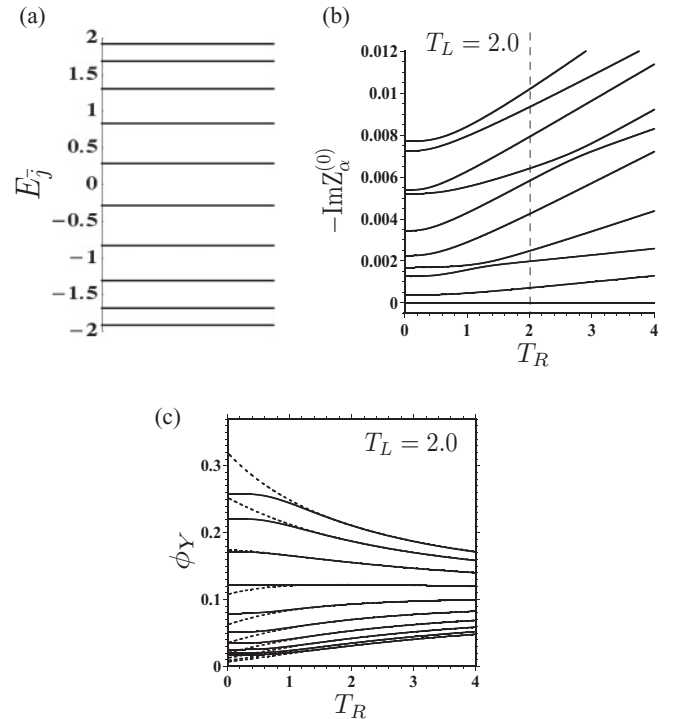 (a)
2
1.5
1
0.5
0
−0.5
−1
−1.5
−2
E_j̄
(b)
T_L = 2.0
0.012
0.01
0.008
0.006
0.004
0.002
0
−ImZ_α^(0)
0 1 2 3 4
T_R
(c)
T_L = 2.0
0.3
0.2
0.1
0
ϕ_Y
0 1 2 3 4
T_R